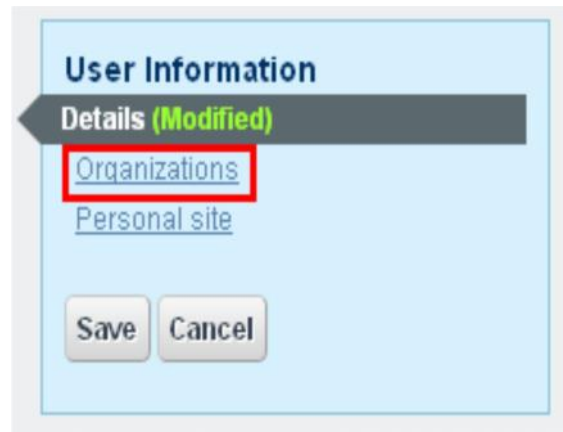 User Information
Details (Modified)
Organizations
Personal site
Save Cancel